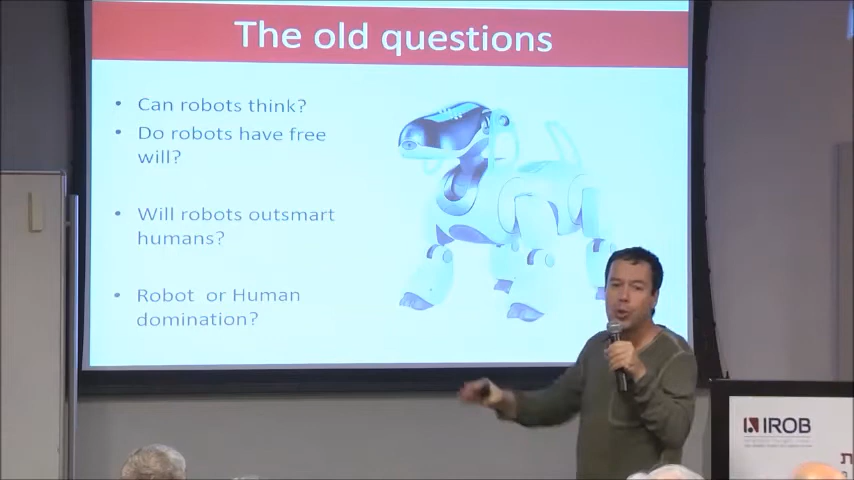 The old questions
• Can robots think?
• Do robots have free
will?
• Will robots outsmart
humans?
• Robot or Human
domination?
IROB